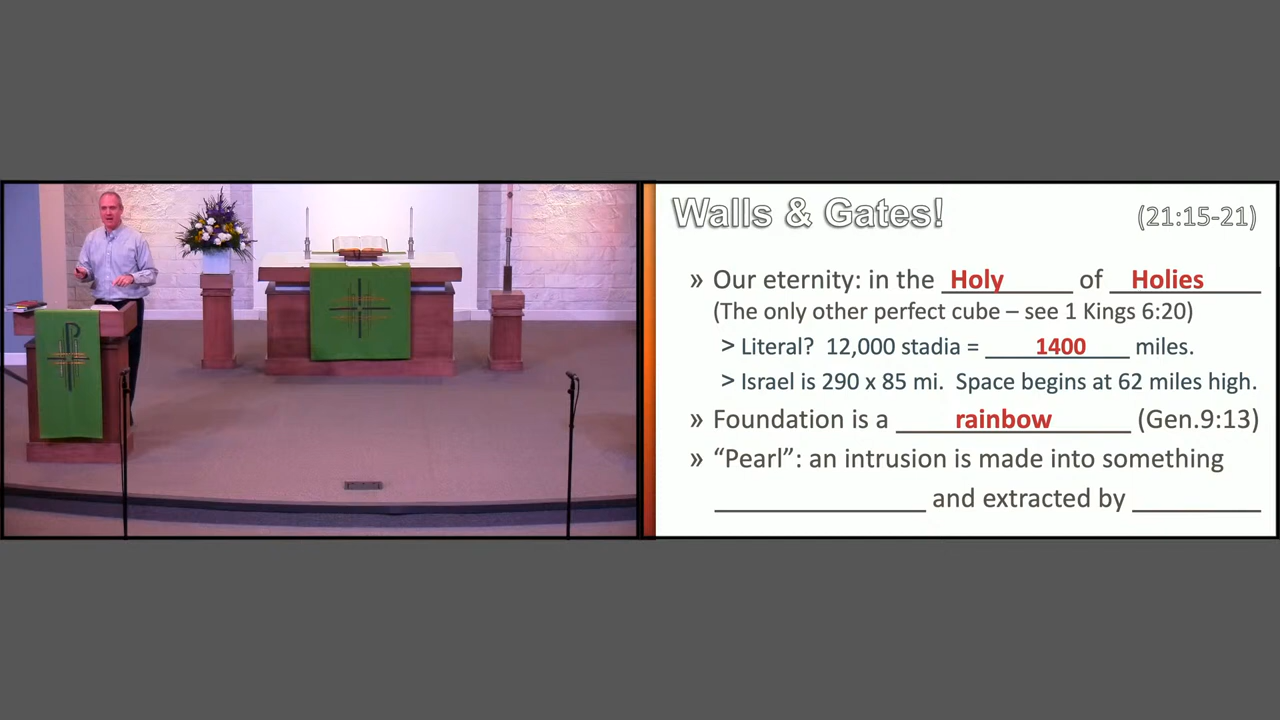 Walls & Gates!
(21:15-21)
» Our eternity: in the Holy of Holies
(The only other perfect cube – see 1 Kings 6:20)
> Literal? 12,000 stadia = 1400 miles.
> Israel is 290 x 85 mi. Space begins at 62 miles high.
» Foundation is a rainbow (Gen.9:13)
» “Pearl”: an intrusion is made into something
_______________ and extracted by _________